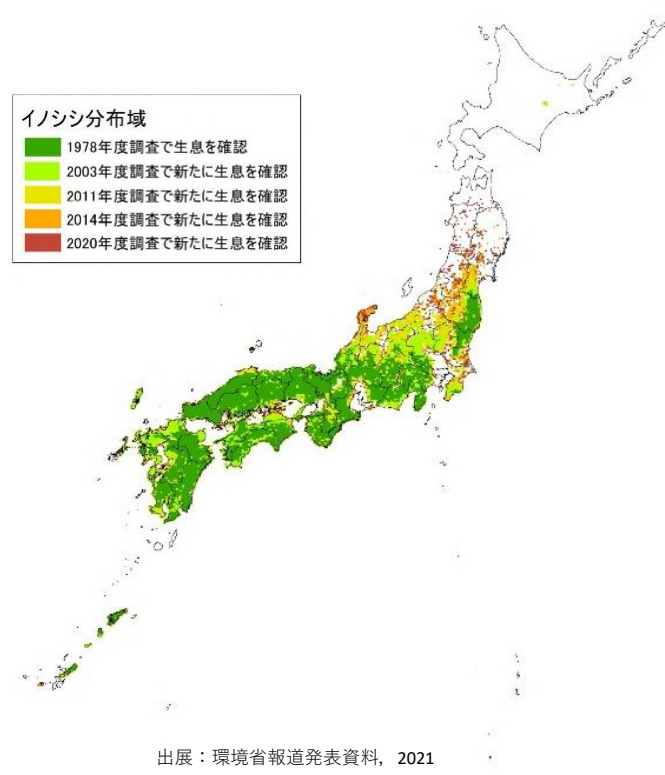 イノシシ分布域
1978年度調査で生息を確認
2003年度調査で新たに生息を確認
2011年度調査で新たに生息を確認
2014年度調査で新たに生息を確認
2020年度調査で新たに生息を確認
出展：環境省報道発表資料, 2021